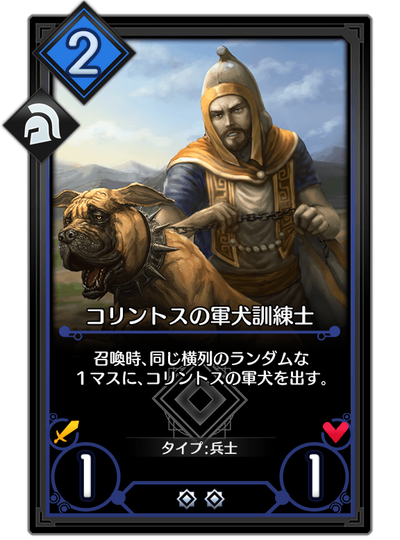 2
コリントスの軍犬訓練士
召喚時、同じ横列のランダムな
1マスに、コリントスの軍犬を出す。
タイプ:兵士
1
1